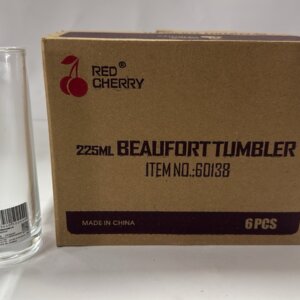 RED®
CHERRY
225ML BEAUFORT TUMBLER
ITEM NO.:60138
MADE IN CHINA
6 PCS